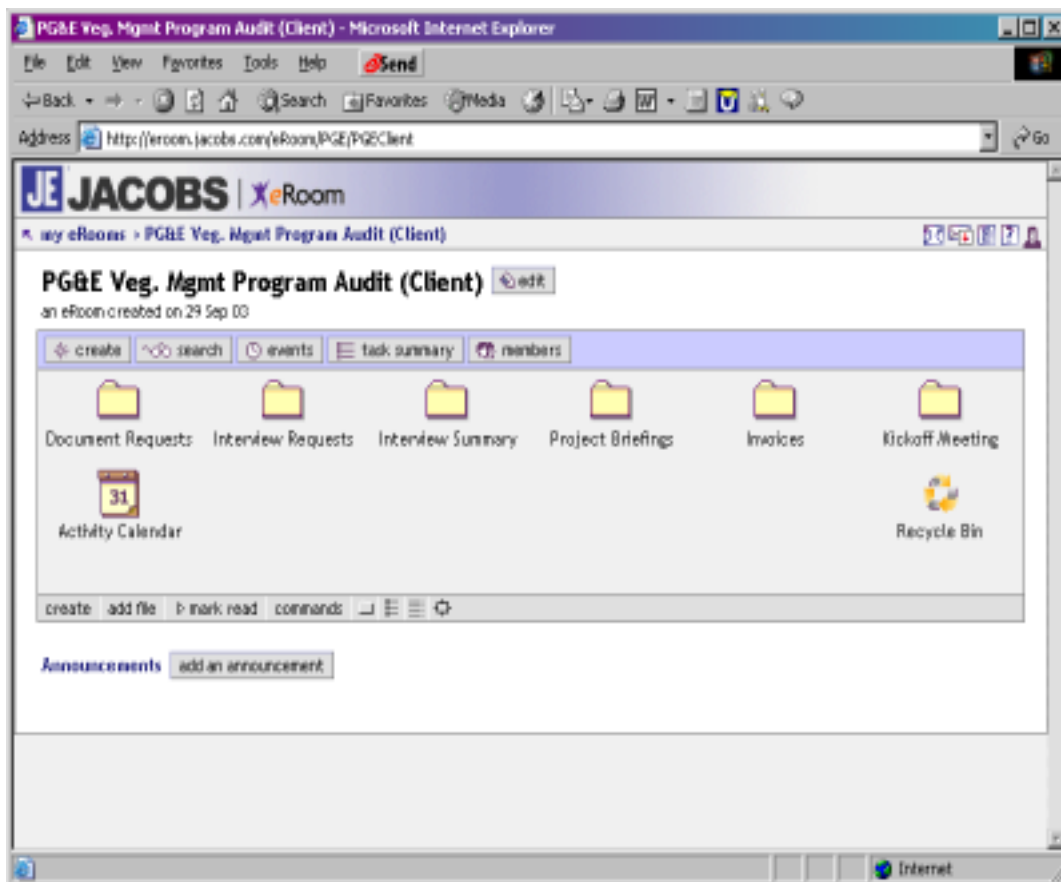 PG&E Veg. Mgmt Program Audit (Client) - Microsoft Internet Explorer
File Edit View Favorites Tools Help eSend
Back Search Favorites Media
Address http://eroom.jacobs.com/eRoom/PGE/PGEClient Go
JE JACOBS | eRoom
my eRooms > PG&E Veg. Mgmt Program Audit (Client)
PG&E Veg. Mgmt Program Audit (Client) edit
an eRoom created on 29 Sep 03
create search events task summary members
Document Requests Interview Requests Interview Summary Project Briefings Invoices Kickoff Meeting
31
Activity Calendar Recycle Bin
create add file mark read commands
Announcements add an announcement
Internet